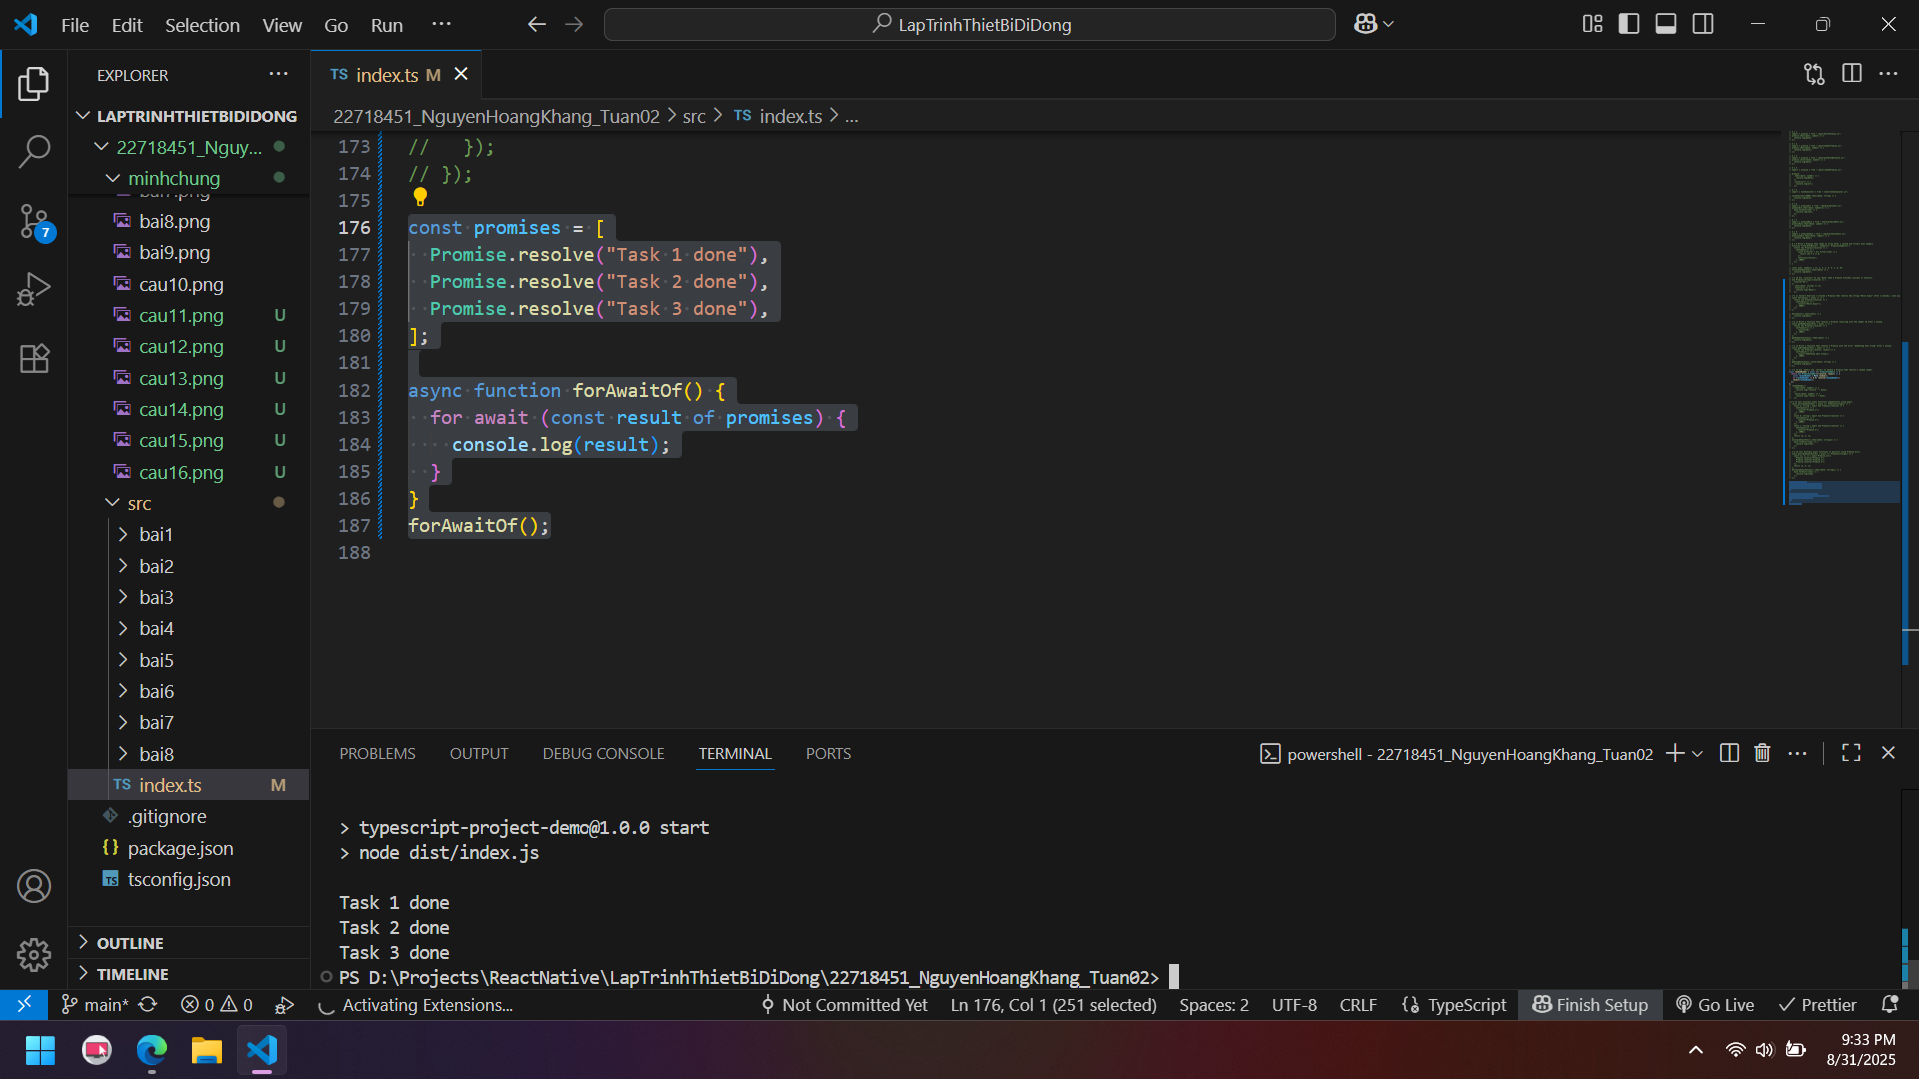 File Edit Selection View Go Run ···
LapTrinhThietBiDiDong
EXPLORER ···
LAPTRINHTHIETBIDIDONG
22718451_Nguy...
minhchung
bai8.png
bai9.png
cau10.png
cau11.png U
cau12.png U
cau13.png U
cau14.png U
cau15.png U
cau16.png U
src
bai1
bai2
bai3
bai4
bai5
bai6
bai7
bai8
TS index.ts M
.gitignore
{} package.json
TS tsconfig.json
OUTLINE
TIMELINE
7
TS index.ts M
22718451_NguyenHoangKhang_Tuan02 > src > TS index.ts > ...
173 //   });
174 // });
175
176 const promises = [
177   Promise.resolve("Task 1 done"),
178   Promise.resolve("Task 2 done"),
179   Promise.resolve("Task 3 done"),
180 ];
181
182 async function forAwaitOf() {
183   for await (const result of promises) {
184     console.log(result);
185   }
186 }
187 forAwaitOf();
188
PROBLEMS OUTPUT DEBUG CONSOLE TERMINAL PORTS
powershell - 22718451_NguyenHoangKhang_Tuan02
> typescript-project-demo@1.0.0 start
> node dist/index.js
Task 1 done
Task 2 done
Task 3 done
PS D:\Projects\ReactNative\LapTrinhThietBiDiDong\22718451_NguyenHoangKhang_Tuan02>
main* 0 0 Activating Extensions... Not Committed Yet Ln 176, Col 1 (251 selected) Spaces: 2 UTF-8 CRLF {} TypeScript Finish Setup Go Live Prettier
9:33 PM
8/31/2025